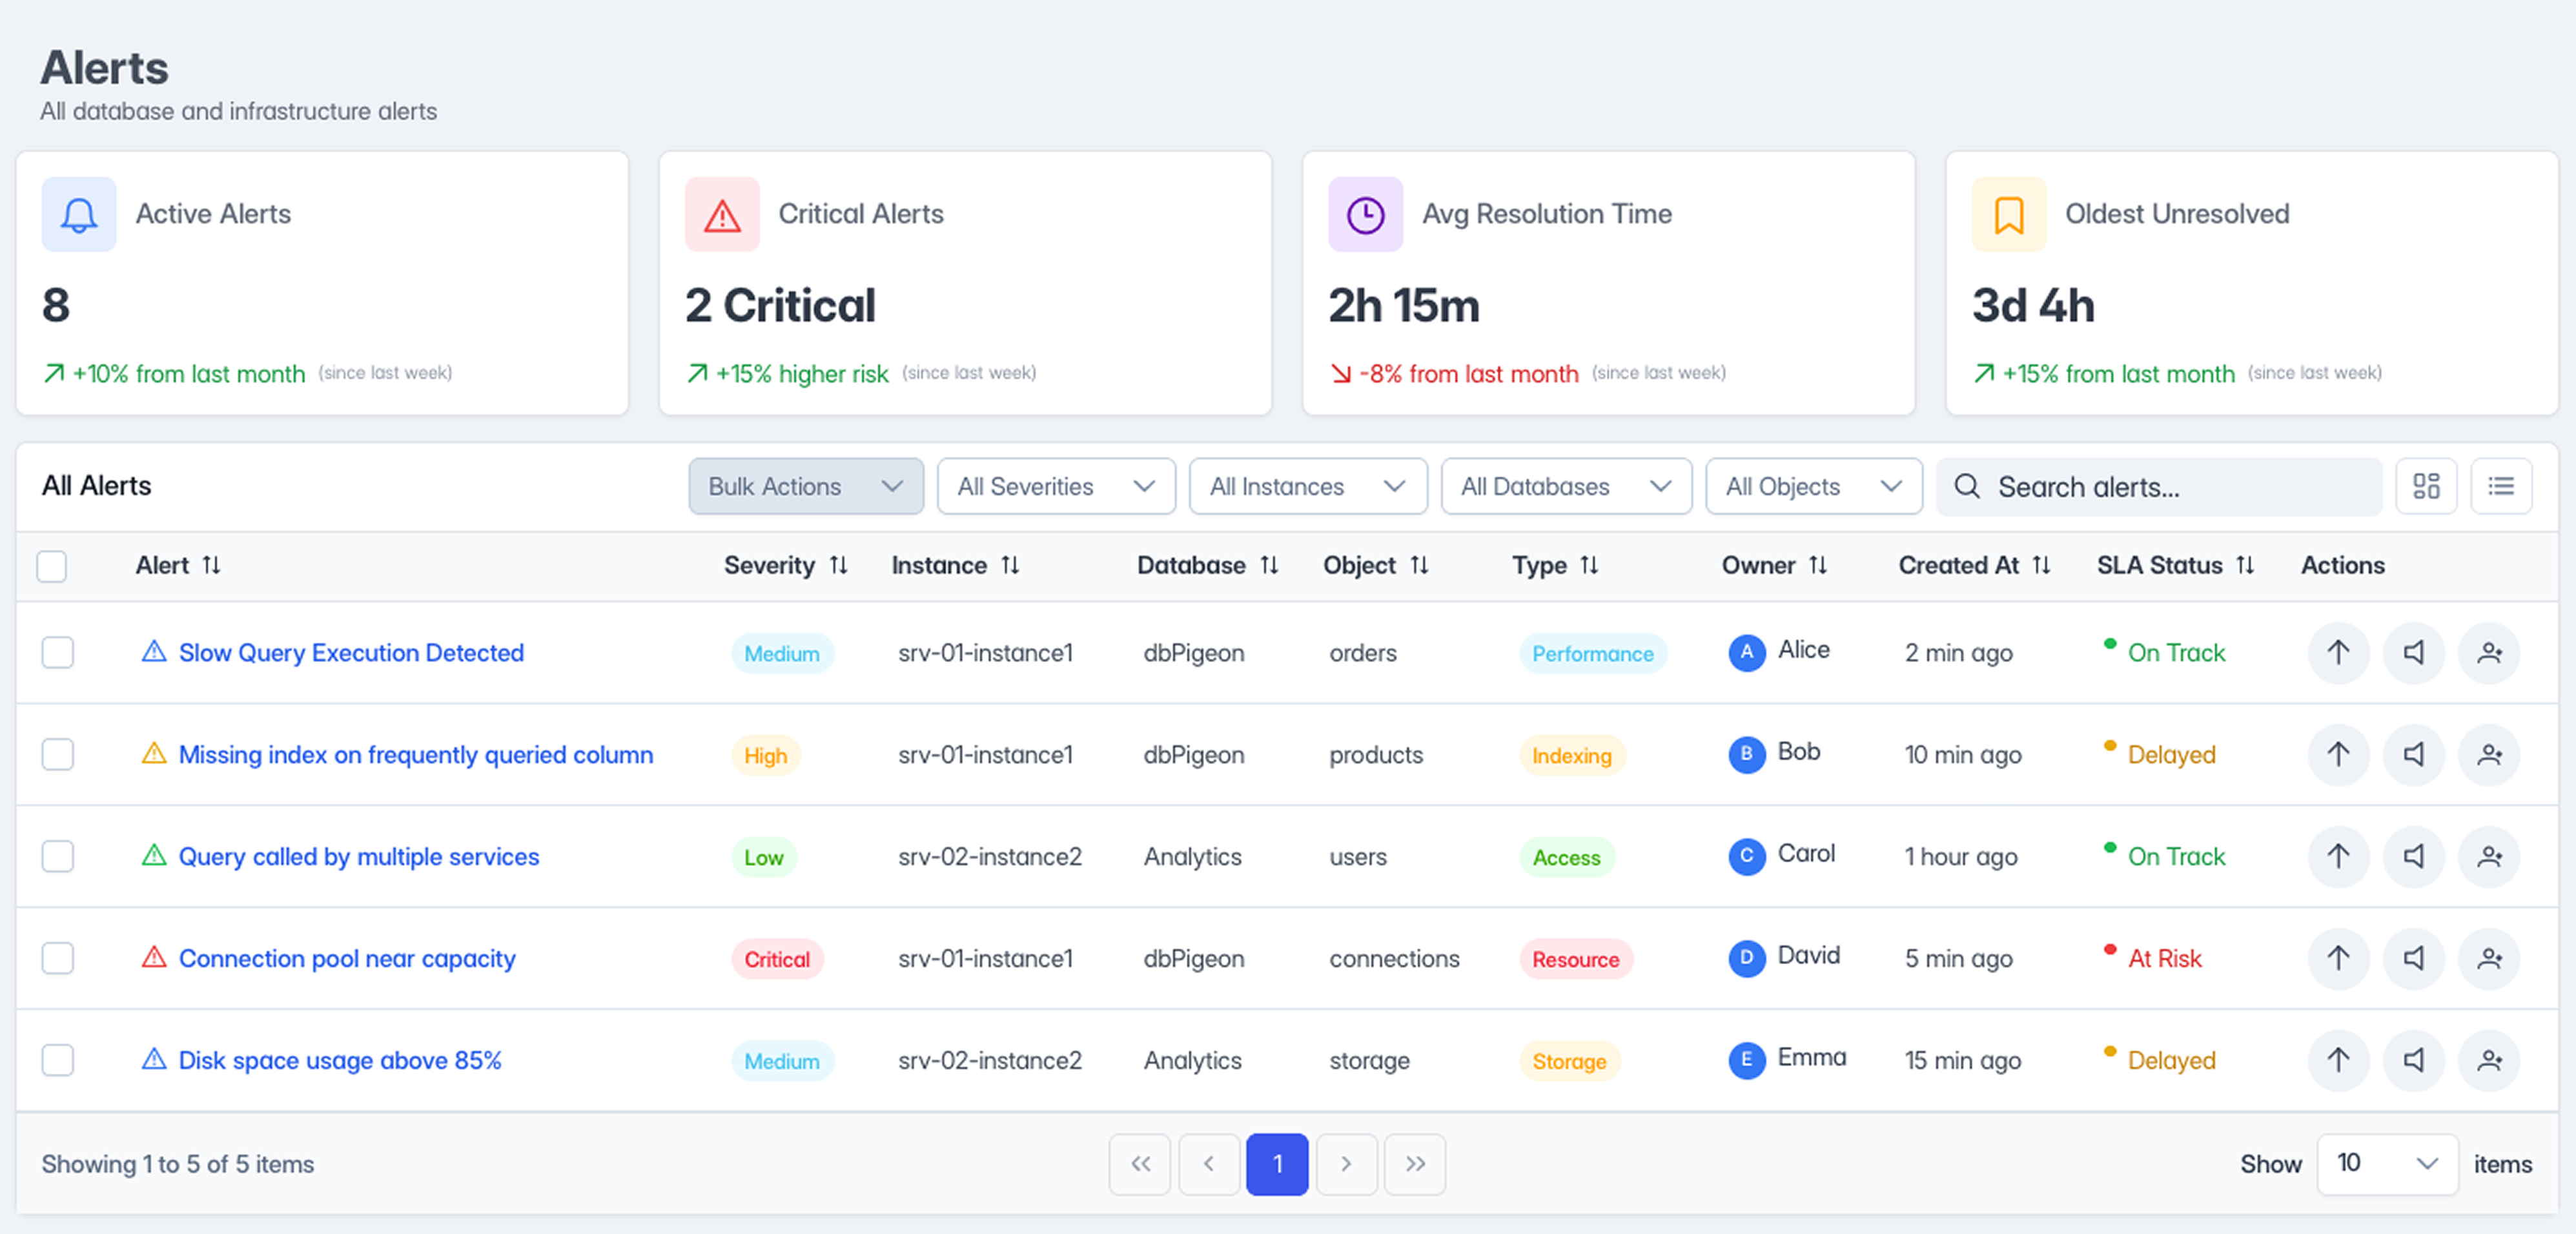 Alerts
All database and infrastructure alerts
Active Alerts
8
+10% from last month (since last week)
Critical Alerts
2 Critical
+15% higher risk (since last week)
Avg Resolution Time
2h 15m
-8% from last month (since last week)
Oldest Unresolved
3d 4h
+15% from last month (since last week)
All Alerts Bulk Actions All Severities All Instances All Databases All Objects Search alerts...
Alert Severity Instance Database Object Type Owner Created At SLA Status Actions
Slow Query Execution Detected Medium srv-01-instance1 dbPigeon orders Performance A Alice 2 min ago On Track
Missing index on frequently queried column High srv-01-instance1 dbPigeon products Indexing B Bob 10 min ago Delayed
Query called by multiple services Low srv-02-instance2 Analytics users Access C Carol 1 hour ago On Track
Connection pool near capacity Critical srv-01-instance1 dbPigeon connections Resource D David 5 min ago At Risk
Disk space usage above 85% Medium srv-02-instance2 Analytics storage Storage E Emma 15 min ago Delayed
Showing 1 to 5 of 5 items 1 Show 10 items